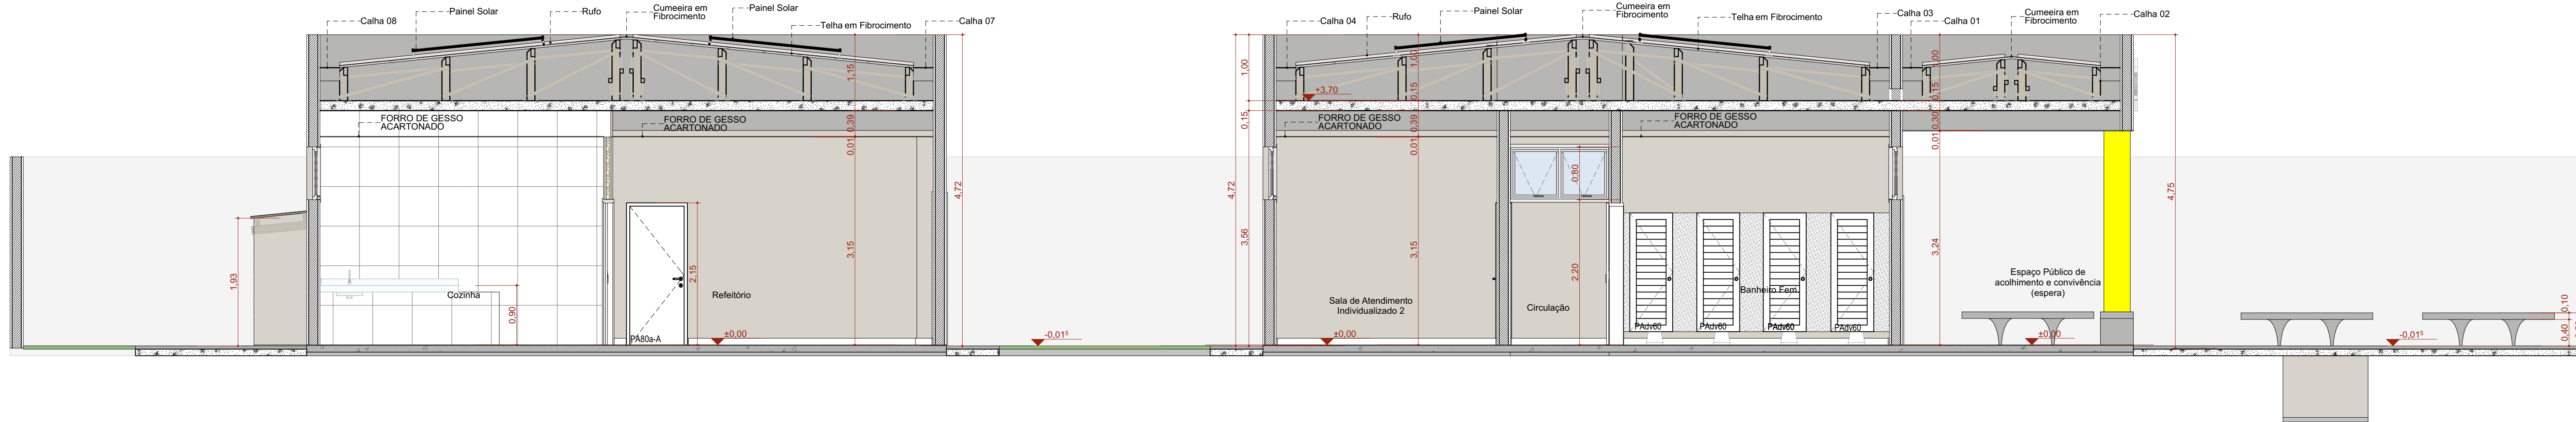 Calha 08
Painel Solar
Rufo
Cumeeira em
Fibrocimento
Painel Solar
Telha em Fibrocimento
Calha 07
Calha 04
Rufo
Painel Solar
Cumeeira em
Fibrocimento
Telha em Fibrocimento
Calha 03
Calha 01
Cumeeira em
Fibrocimento
Calha 02
1,15
1,00
1,00
0,15
+3,70
1,00
0,15
FORRO DE GESSO
ACARTONADO
FORRO DE GESSO
ACARTONADO
0,39
0,01
0,15
FORRO DE GESSO
ACARTONADO
0,39
0,01
FORRO DE GESSO
ACARTONADO
0,30
0,01
4,72
4,72
3,56
0,80
4,75
1,93
Cozinha
0,90
PA80a-A
2,15
Refeitório
±0,00
3,15
-0,01⁵
Sala de Atendimento
Individualizado 2
±0,00
3,15
Circulação
2,20
Banheiro Fem.
PAdv60
PAdv60
PAdv60
PAdv60
3,24
Espaço Público de
acolhimento e convivência
(espera)
±0,00
-0,01⁵
0,10
0,40